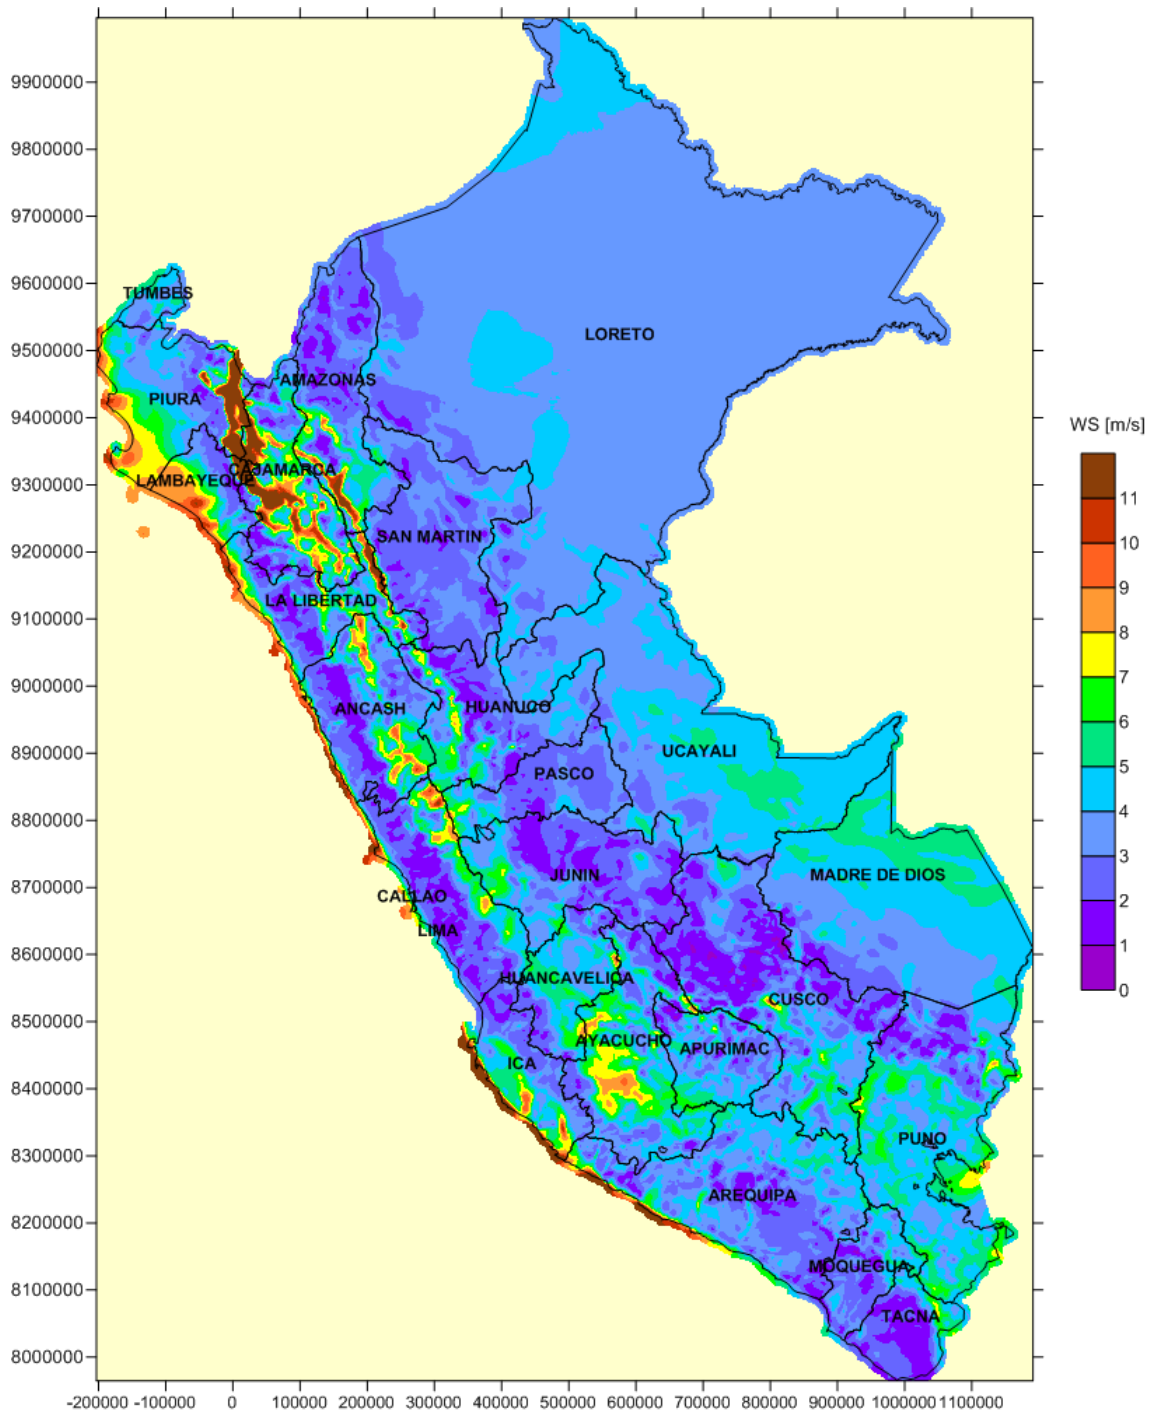 9900000
9800000
9700000
9600000
9500000
9400000
9300000
9200000
9100000
9000000
8900000
8800000
8700000
8600000
8500000
8400000
8300000
8200000
8100000
8000000
-200000 -100000 0 100000 200000 300000 400000 500000 600000 700000 800000 900000 1000000 1100000
TUMBES
LORETO
AMAZONAS
PIURA
CAJAMARCA
LAMBAYEQUE
SAN MARTIN
LA LIBERTAD
ANCASH
HUANUCO
UCAYALI
PASCO
JUNIN
MADRE DE DIOS
CALLAO
LIMA
HUANCAVELICA
CUSCO
AYACUCHO
APURIMAC
ICA
PUNO
AREQUIPA
MOQUEGUA
TACNA
WS [m/s]
11
10
9
8
7
6
5
4
3
2
1
0